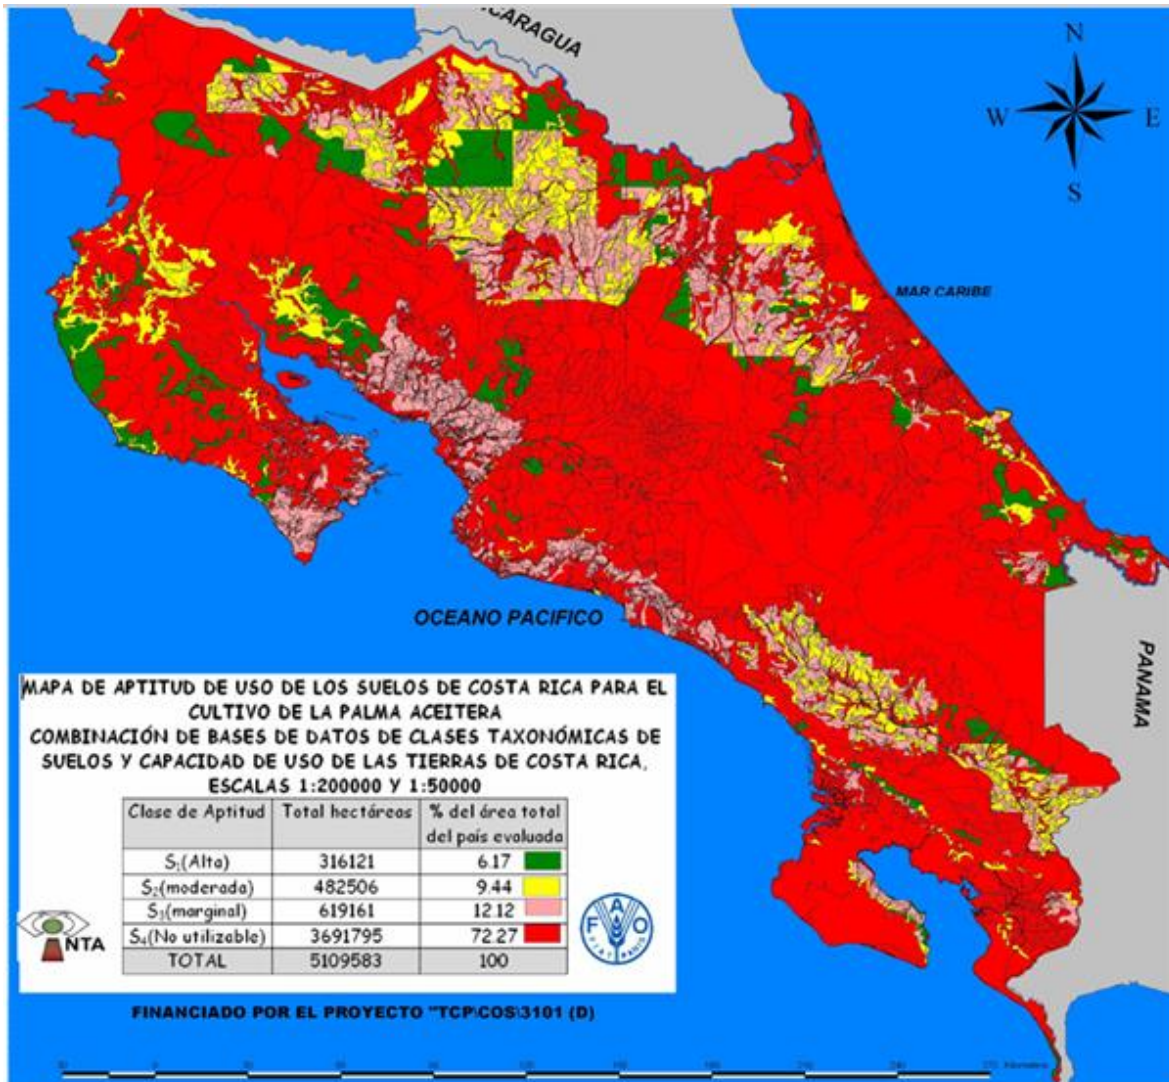 NICARAGUA
N
W
E
S
MAR CARIBE
OCEANO PACIFICO
PANAMA
MAPA DE APTITUD DE USO DE LOS SUELOS DE COSTA RICA PARA EL
CULTIVO DE LA PALMA ACEITERA
COMBINACIÓN DE BASES DE DATOS DE CLASES TAXONÓMICAS DE
SUELOS Y CAPACIDAD DE USO DE LAS TIERRAS DE COSTA RICA,
ESCALAS 1:200000 Y 1:50000
Clase de Aptitud Total hectáreas % del área total
del país evaluada
S₁(Alta) 316121 6.17
S₂(moderada) 482506 9.44
S₃(marginal) 619161 12.12
S₄(No utilizable) 3691795 72.27
TOTAL 5109583 100
NTA
F A O
FIAT PANIS
FINANCIADO POR EL PROYECTO "TCP\COS\3101 (D)